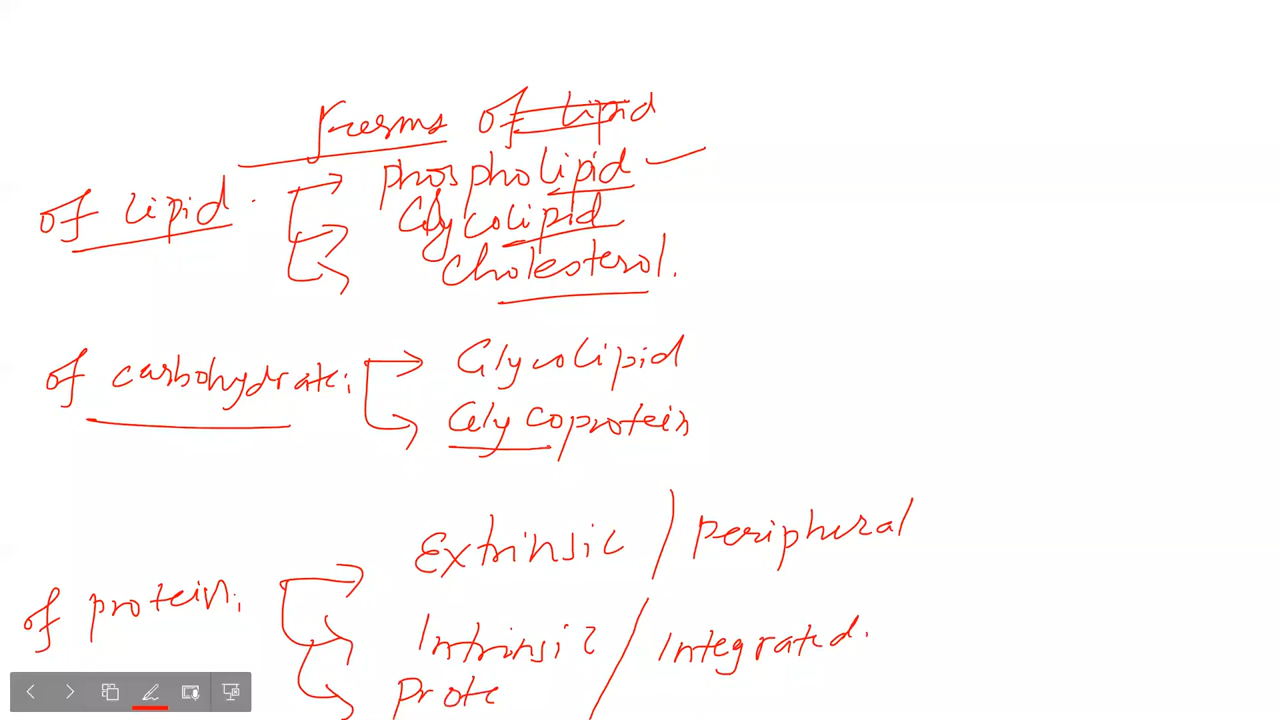 Forms of lipid
of lipid. phospholipid
Glycolipid
cholesterol.
of carbohydrate: Glycolipid
Glycoprotein
Extrinsic / peripheral
of protein:
Intrinsic / Integrated.
prote